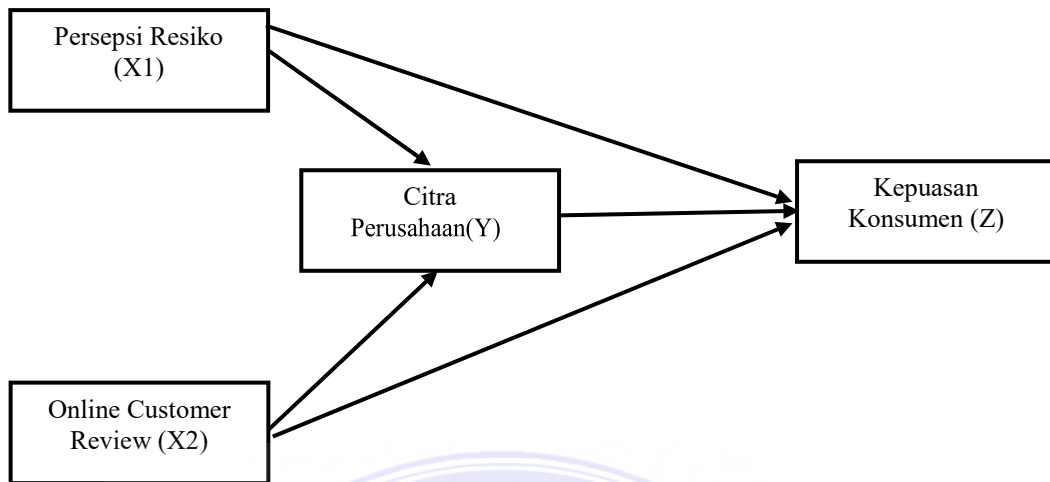 Persepsi Resiko
(X1)
Citra
Perusahaan(Y)
Kepuasan
Konsumen (Z)
Online Customer
Review (X2)